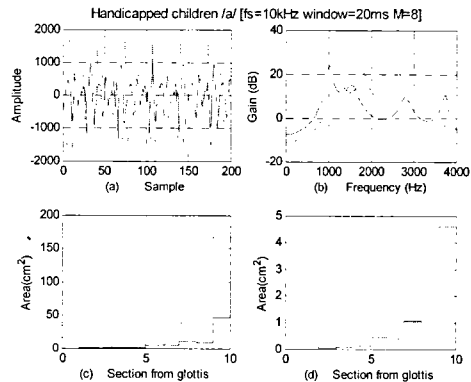 Handicapped children /a/ [fs=10kHz window=20ms M=8]
2000
1000
0
-1000
-2000
Amplitude
0 50 100 150 200
(a) Sample
40
20
0
-20
Gain (dB)
0 1000 2000 3000 4000
(b) Frequency (Hz)
200
150
100
50
0
Area(cm²)
0 5 10
(c) Section from glottis
5
4
3
2
1
0
Area(cm²)
0 5 10
(d) Section from glottis